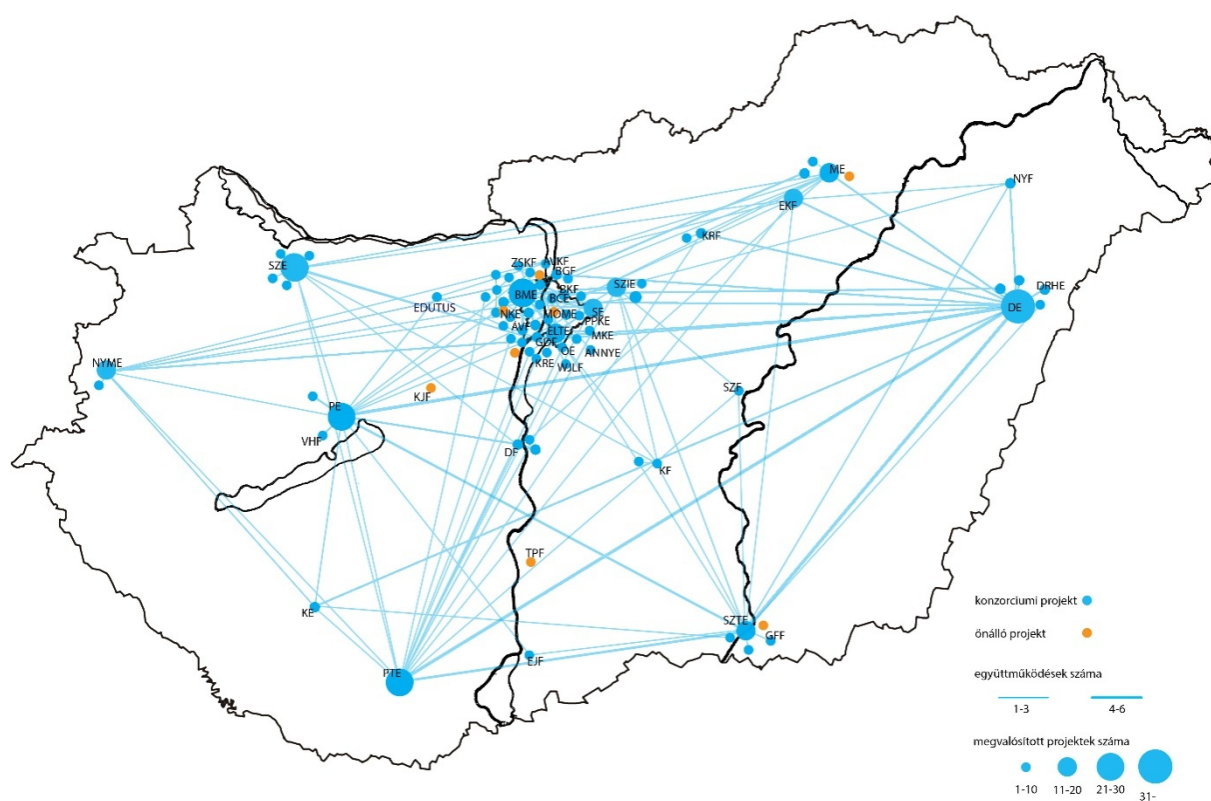 ME
NYF
EKF
KRF
SZE
ZSKF
AVKF
BGF
SZIE
BKF
BME
BCE
EDUTUS
NKE
MOME
SF
PPKE
AVF
ELTE
MKE
GDF
OE
ANNYE
KRE
WJLF
DRHE
DE
NYME
KJF
SZF
PE
VHF
DF
KF
TPF
KE
SZTE
GFF
EJF
PTE
konzorciumi projekt
önálló projekt
együttműködések száma
1-3
4-6
megvalósított projektek száma
1-10
11-20
21-30
31-